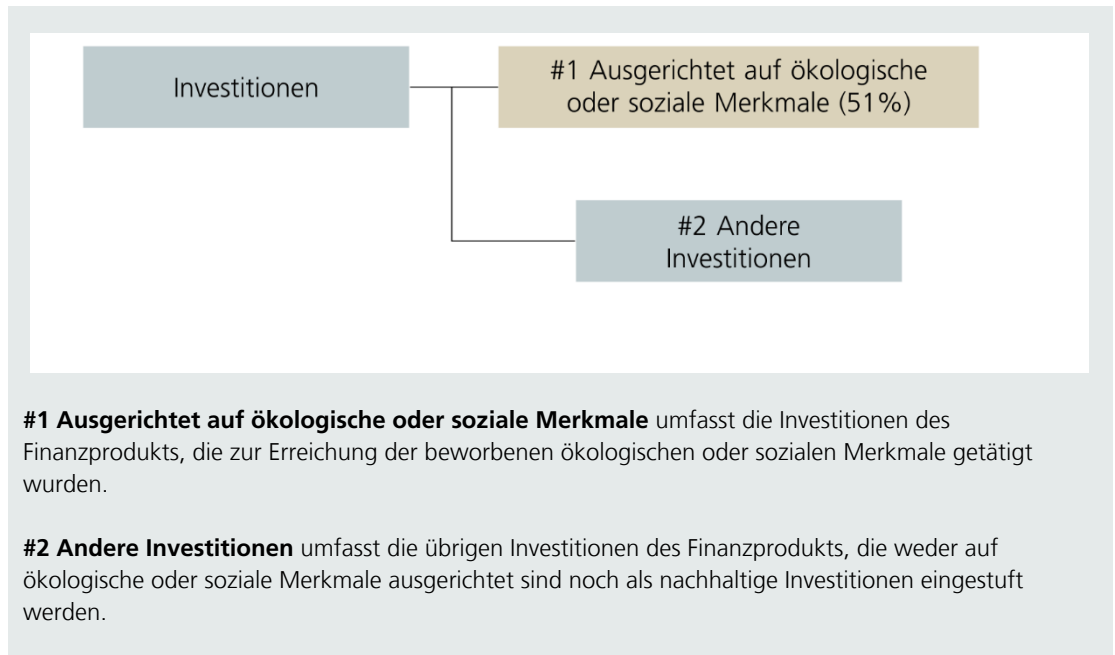 Investitionen
#1 Ausgerichtet auf ökologische
oder soziale Merkmale (51%)
#2 Andere
Investitionen
#1 Ausgerichtet auf ökologische oder soziale Merkmale umfasst die Investitionen des
Finanzprodukts, die zur Erreichung der beworbenen ökologischen oder sozialen Merkmale getätigt
wurden.
#2 Andere Investitionen umfasst die übrigen Investitionen des Finanzprodukts, die weder auf
ökologische oder soziale Merkmale ausgerichtet sind noch als nachhaltige Investitionen eingestuft
werden.